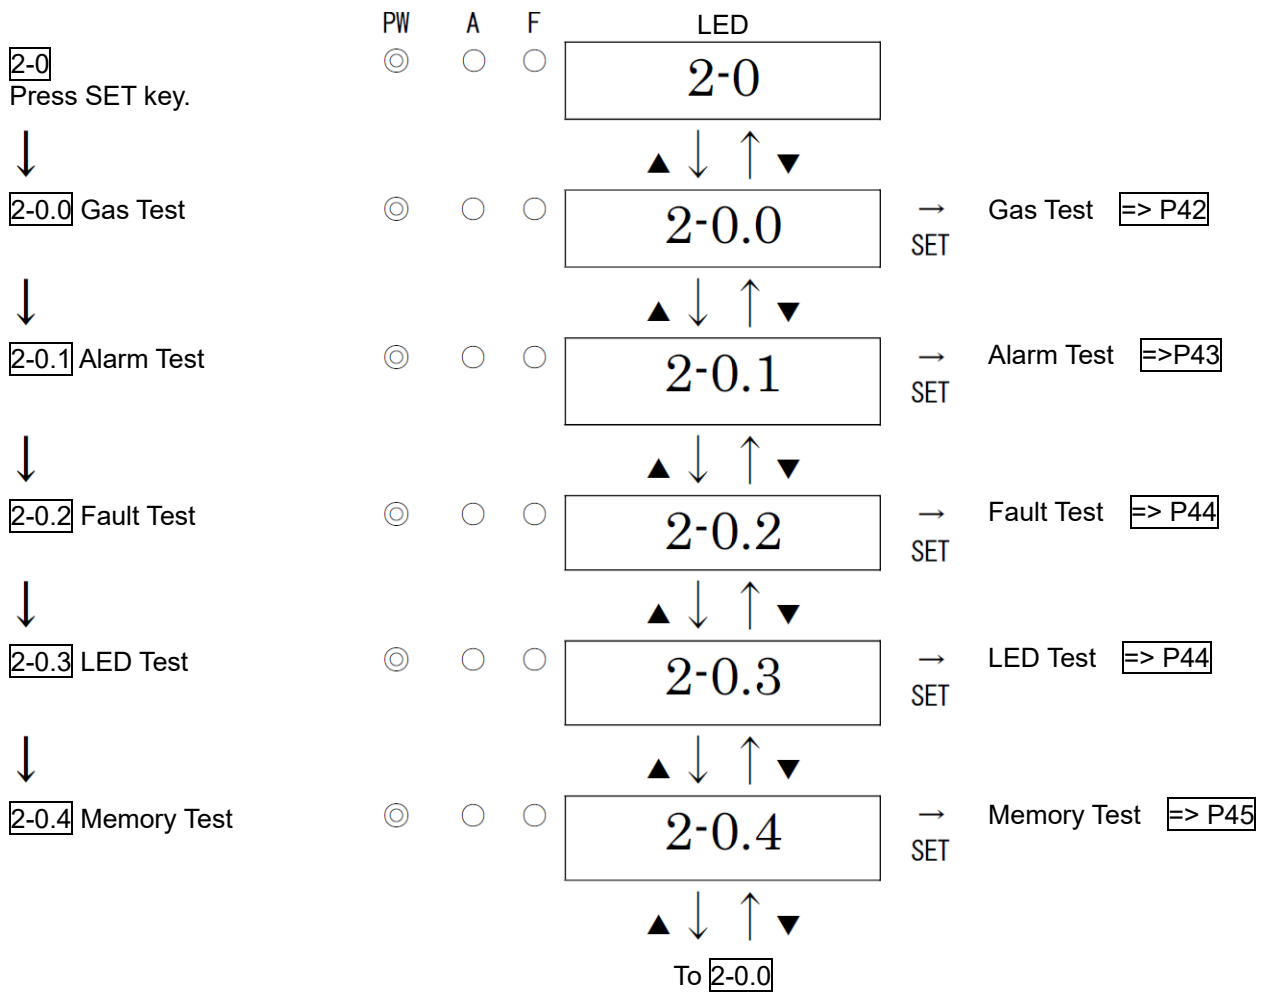 PW A F LED
2-0 ◎ ○ ○ 2-0
Press SET key.
↓ ▲ ↓ ↑ ▼
2-0.0 Gas Test ◎ ○ ○ 2-0.0 → Gas Test => P42
SET
↓ ▲ ↓ ↑ ▼
2-0.1 Alarm Test ◎ ○ ○ 2-0.1 → Alarm Test =>P43
SET
↓ ▲ ↓ ↑ ▼
2-0.2 Fault Test ◎ ○ ○ 2-0.2 → Fault Test => P44
SET
↓ ▲ ↓ ↑ ▼
2-0.3 LED Test ◎ ○ ○ 2-0.3 → LED Test => P44
SET
↓ ▲ ↓ ↑ ▼
2-0.4 Memory Test ◎ ○ ○ 2-0.4 → Memory Test => P45
SET
▲ ↓ ↑ ▼
To 2-0.0